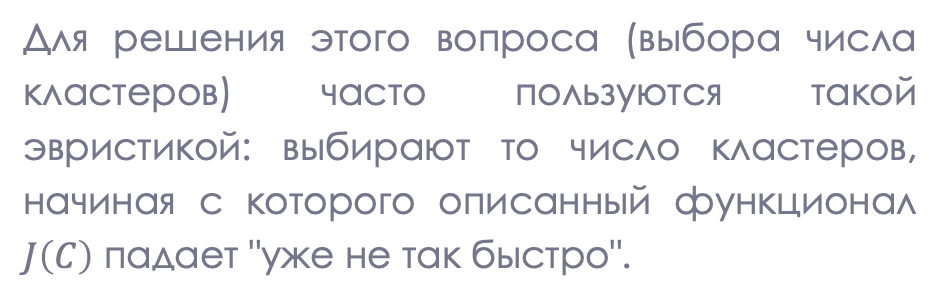 Для решения этого вопроса (выбора числа
кластеров) часто пользуются такой
эвристикой: выбирают то число кластеров,
начиная с которого описанный функционал
J(C) падает "уже не так быстро".